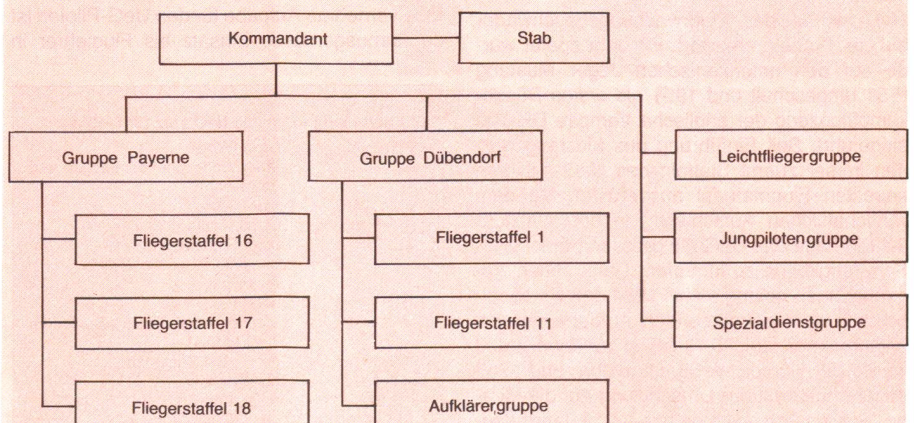 Kommandant
Stab
Gruppe Payerne
Gruppe Dübendorf
Leichtfliegergruppe
Fliegerstaffel 16
Fliegerstaffel 1
Jungpilotengruppe
Fliegerstaffel 17
Fliegerstaffel 11
Spezialdienstgruppe
Fliegerstaffel 18
Aufklärergruppe